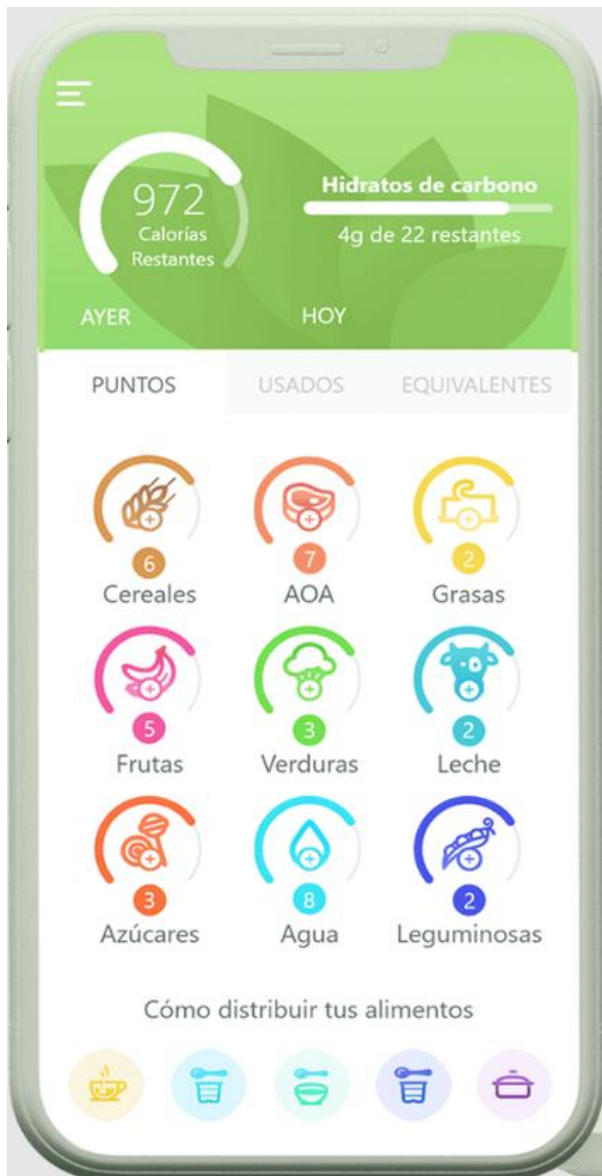 972
Calorías
Restantes
Hidratos de carbono
4g de 22 restantes
AYER HOY
PUNTOS USADOS EQUIVALENTES
6 7 2
Cereales AOA Grasas
5 3 2
Frutas Verduras Leche
3 8 2
Azúcares Agua Leguminosas
Cómo distribuir tus alimentos